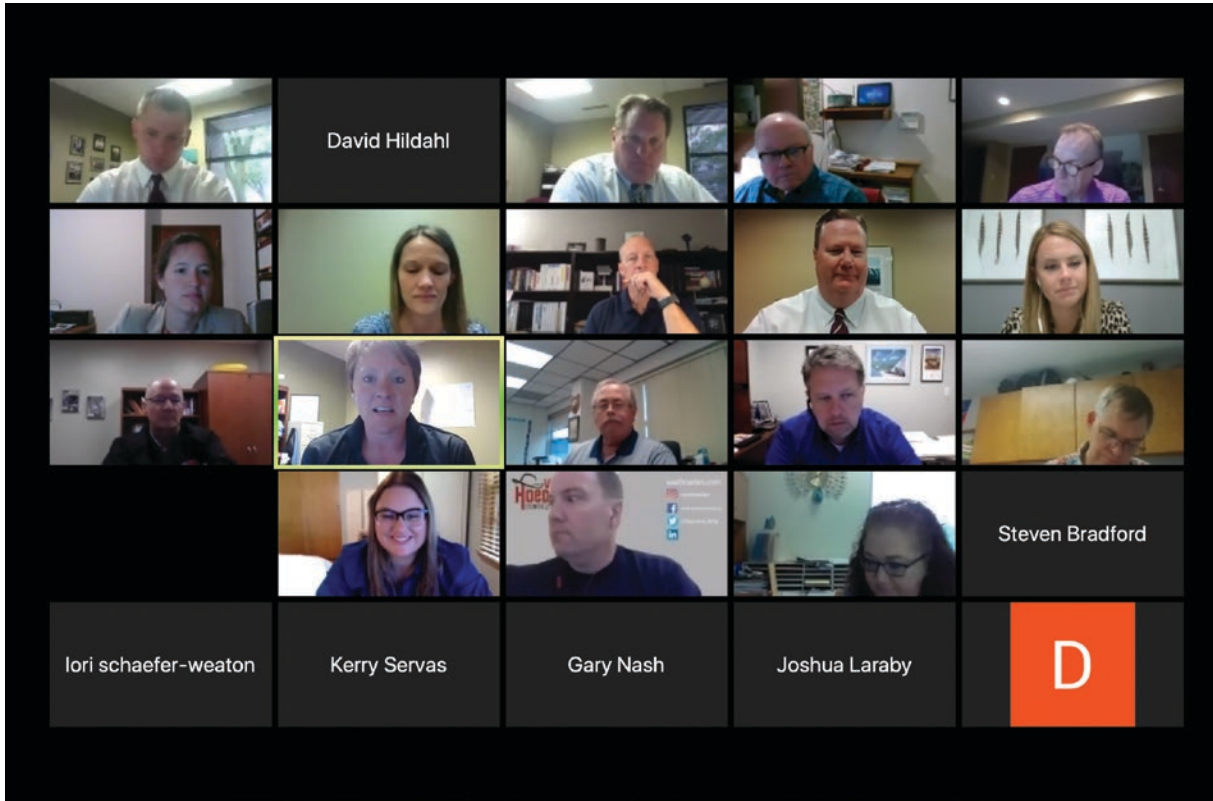 David Hildahl
Steven Bradford
lori schaefer-weaton
Kerry Servas
Gary Nash
Joshua Laraby
D